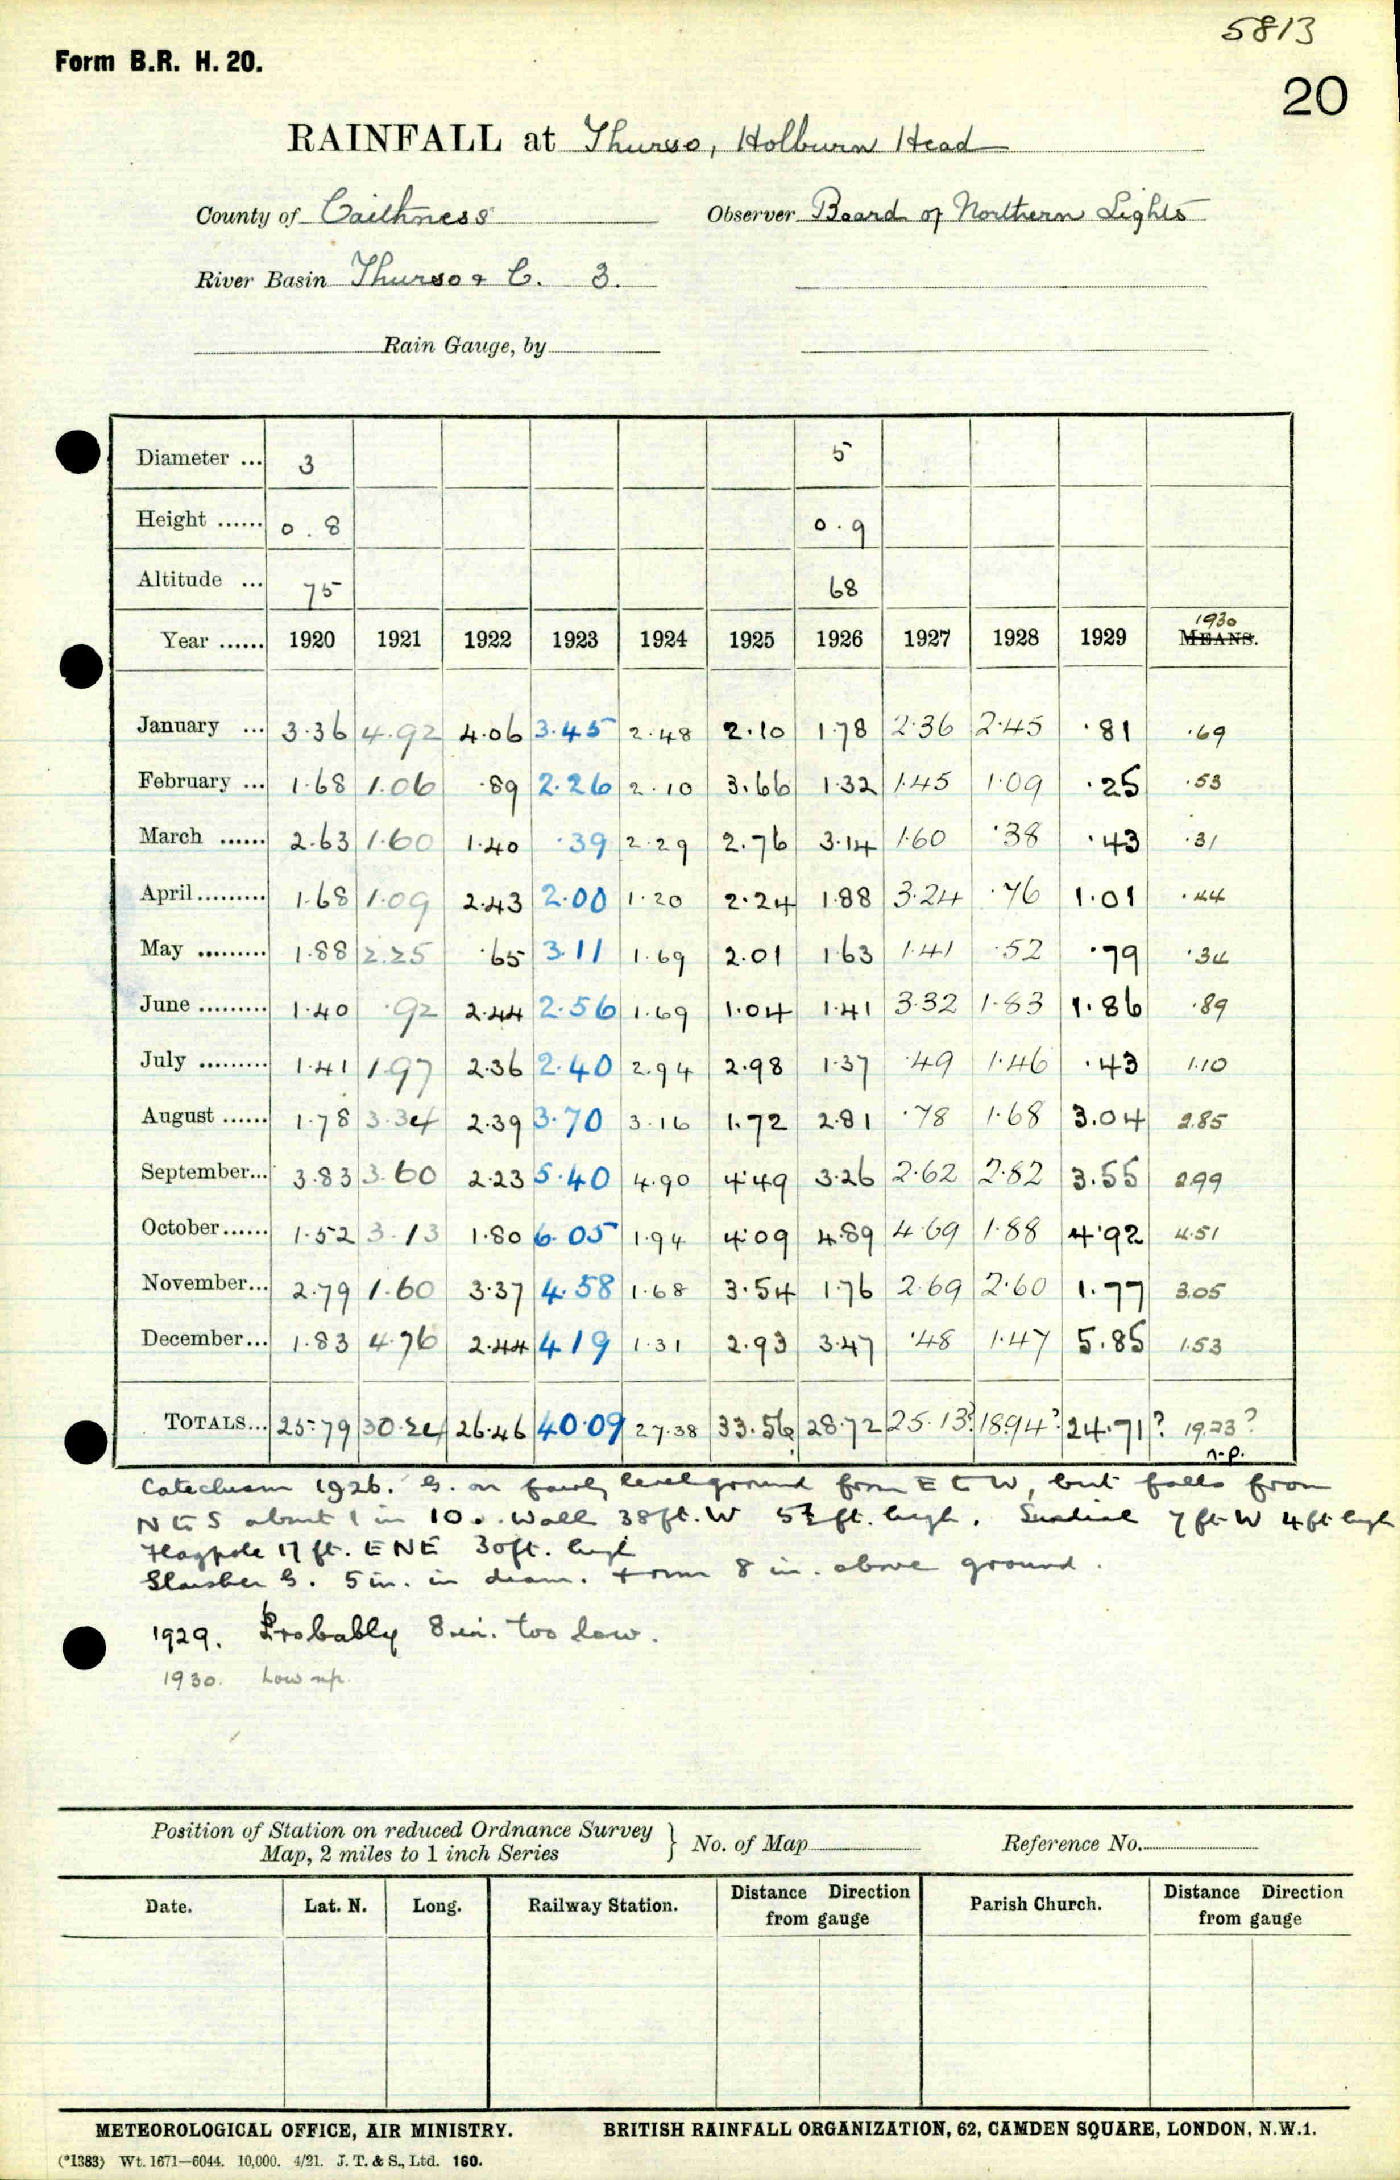 5813
Form B.R. H. 20.
20
RAINFALL at Thurso, Holburn Head
County of Caithness Observer Board of Northern Lights
River Basin Thurso & C. 3.
Rain Gauge, by
Diameter ... 3 5
Height ...... 0.8 0.9
Altitude ... 75 68
1930
Year ...... 1920 1921 1922 1923 1924 1925 1926 1927 1928 1929 MEANS.
January ... 3.36 4.92 4.06 3.45 2.48 2.10 1.78 2.36 2.45 .81 .69
February ... 1.68 1.06 .89 2.26 2.10 3.66 1.32 1.45 1.09 .25 .53
March ...... 2.63 1.60 1.40 .39 2.29 2.76 3.14 1.60 .38 .43 .31
April......... 1.68 1.09 2.43 2.00 1.20 2.24 1.88 3.24 .76 1.01 .44
May ......... 1.88 2.25 .65 3.11 1.69 2.01 1.63 1.41 .52 .79 .34
June ......... 1.40 .92 2.44 2.56 1.69 1.04 1.41 3.32 1.83 1.86 .89
July ......... 1.41 1.97 2.36 2.40 2.94 2.98 1.37 .49 1.46 .43 1.10
August ...... 1.78 3.34 2.39 3.70 3.16 1.72 2.81 .78 1.68 3.04 2.85
September... 3.83 3.60 2.23 5.40 4.90 4.49 3.26 2.62 2.82 3.55 2.99
October...... 1.52 3.13 1.80 6.05 1.94 4.09 4.89 4.69 1.88 4.92 4.51
November... 2.79 1.60 3.37 4.58 1.68 3.54 1.76 2.69 2.60 1.77 3.05
December... 1.83 4.76 2.44 4.19 1.31 2.93 3.47 .48 1.47 5.85 1.53
TOTALS... 25.79 30.24 26.46 40.09 27.38 33.56 28.72 25.13? 18.94? 24.71? 19.23?
n.p.
Catechism 1926. G. on fairly level ground from E to W, but falls from
N to S about 1 in 10. Wall 38 ft. W 5½ ft. high. Sundial 7 ft W 4 ft high
Flagpole 17 ft. ENE 30 ft. high
G. 5 in. in diam. 8 in. above ground.
1929. Probably 8 in. too low.
1930. Low n.p.
Position of Station on reduced Ordnance Survey
Map, 2 miles to 1 inch Series } No. of Map Reference No.
Date. Lat. N. Long. Railway Station. Distance Direction from gauge Parish Church. Distance Direction from gauge
METEOROLOGICAL OFFICE, AIR MINISTRY. BRITISH RAINFALL ORGANIZATION, 62, CAMDEN SQUARE, LONDON, N.W.1.
(*1383) Wt. 1671—6044. 10,000. 4/21. J. T. & S., Ltd. 160.